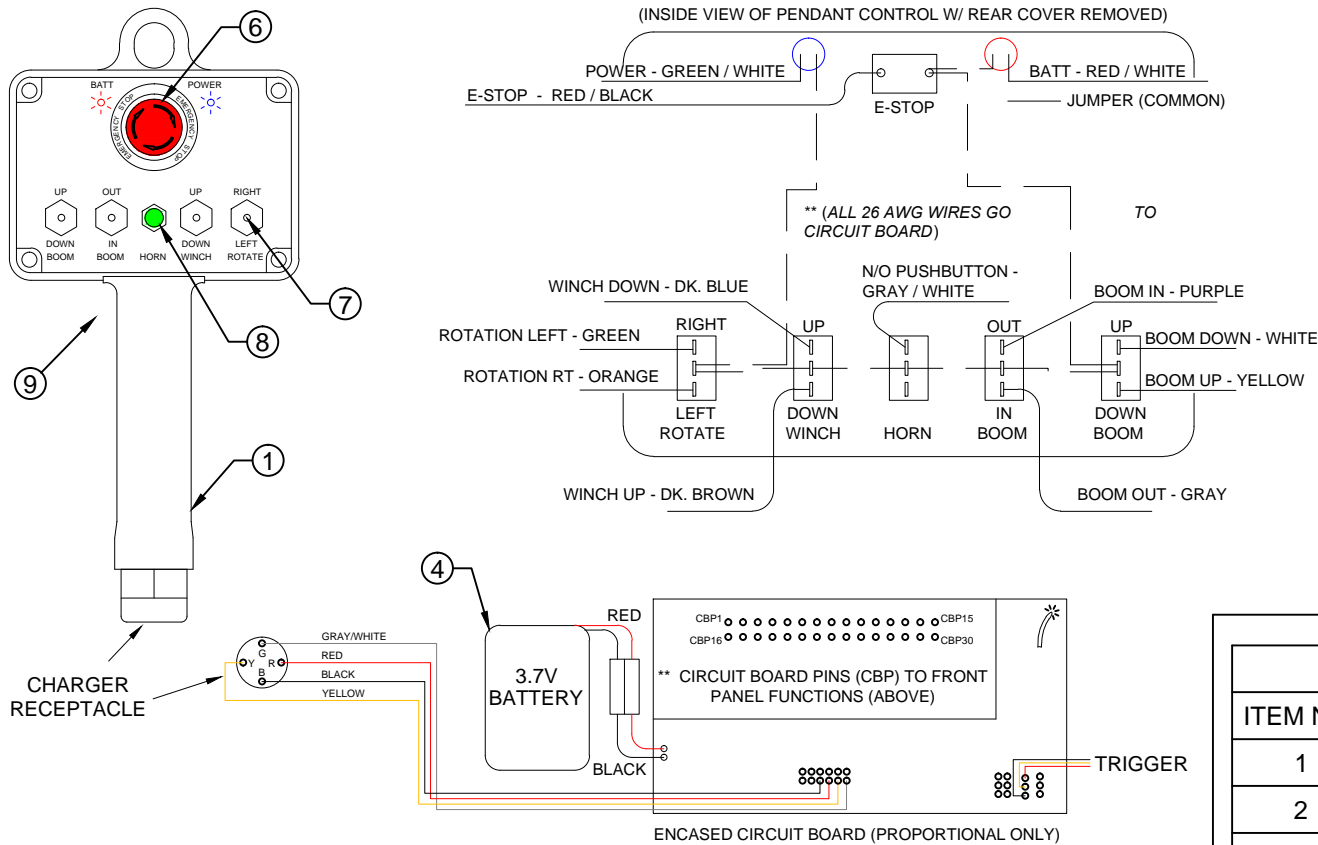 (INSIDE VIEW OF PENDANT CONTROL W/ REAR COVER REMOVED)
6
BATT
POWER
EMERGENCY STOP
EMERGENCY STOP
UP
OUT
UP
RIGHT
DOWN
IN
DOWN
LEFT
BOOM
BOOM
HORN
WINCH
ROTATE
7
8
9
1
POWER - GREEN / WHITE
BATT - RED / WHITE
E-STOP - RED / BLACK
E-STOP
JUMPER (COMMON)
** (ALL 26 AWG WIRES GO TO
CIRCUIT BOARD)
N/O PUSHBUTTON -
GRAY / WHITE
WINCH DOWN - DK. BLUE
BOOM IN - PURPLE
ROTATION LEFT - GREEN
RIGHT
UP
OUT
UP
BOOM DOWN - WHITE
ROTATION RT - ORANGE
BOOM UP - YELLOW
LEFT
DOWN
IN
DOWN
ROTATE
WINCH
HORN
BOOM
BOOM
WINCH UP - DK. BROWN
BOOM OUT - GRAY
4
RED
CBP1
CBP15
CBP16
CBP30
3.7V
BATTERY
** CIRCUIT BOARD PINS (CBP) TO FRONT
PANEL FUNCTIONS (ABOVE)
BLACK
GRAY/WHITE
RED
BLACK
YELLOW
G
Y
R
B
CHARGER
RECEPTACLE
TRIGGER
ENCASED CIRCUIT BOARD (PROPORTIONAL ONLY)
ITEM N
1
2